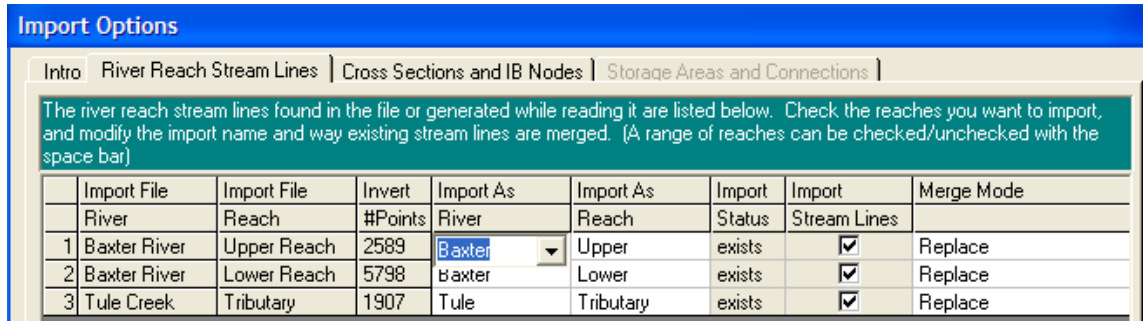 Import Options
Intro River Reach Stream Lines Cross Sections and IB Nodes Storage Areas and Connections
The river reach stream lines found in the file or generated while reading it are listed below. Check the reaches you want to import,
and modify the import name and way existing stream lines are merged. (A range of reaches can be checked/unchecked with the
space bar)
Import File Import File Invert Import As Import As Import Import Merge Mode
River Reach #Points River Reach Status Stream Lines
1 Baxter River Upper Reach 2589 Baxter Upper exists Replace
2 Baxter River Lower Reach 5798 Baxter Lower exists Replace
3 Tule Creek Tributary 1907 Tule Tributary exists Replace